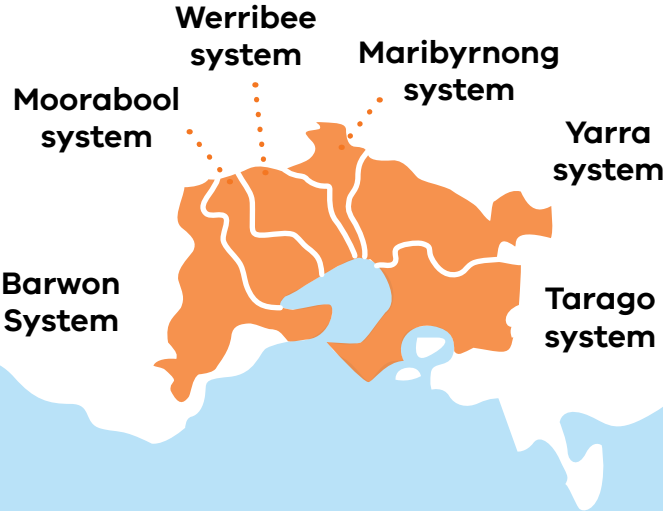 Werribee
system
Maribyrnong
system
Moorabool
system
Yarra
system
Barwon
System
Tarago
system